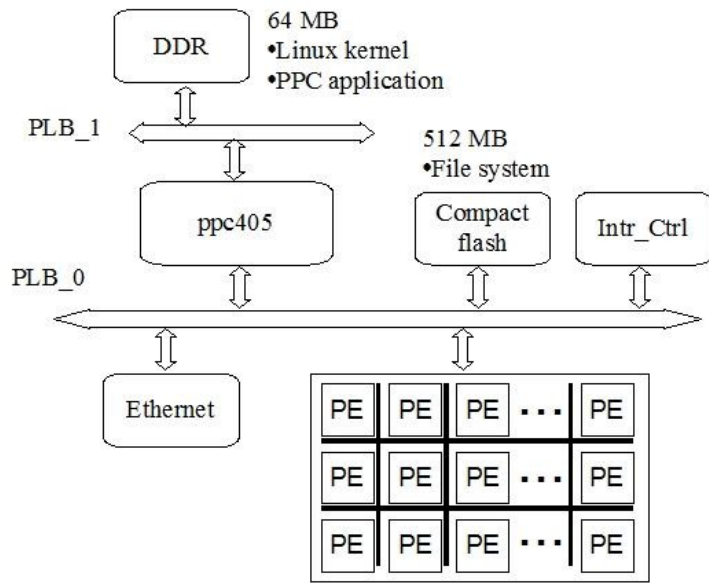 64 MB
DDR
•Linux kernel
•PPC application
PLB_1
512 MB
•File system
ppc405
Compact
flash
Intr_Ctrl
PLB_0
Ethernet
PE PE PE ... PE
PE PE PE ... PE
PE PE PE ... PE